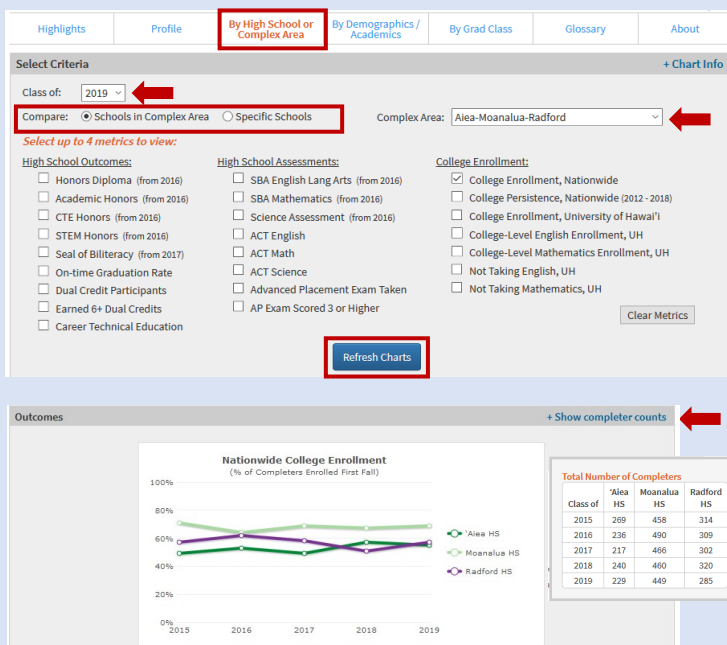 Highlights
Profile
By High School or
Complex Area
By Demographics /
Academics
By Grad Class
Glossary
About
Select Criteria
+ Chart Info
Class of: 2019
Compare: Schools in Complex Area Specific Schools
Complex Area: Aiea-Moanalua-Radford
Select up to 4 metrics to view:
High School Outcomes:
Honors Diploma (from 2016)
Academic Honors (from 2016)
CTE Honors (from 2016)
STEM Honors (from 2016)
Seal of Biliteracy (from 2017)
On-time Graduation Rate
Dual Credit Participants
Earned 6+ Dual Credits
Career Technical Education
High School Assessments:
SBA English Lang Arts (from 2016)
SBA Mathematics (from 2016)
Science Assessment (from 2016)
ACT English
ACT Math
ACT Science
Advanced Placement Exam Taken
AP Exam Scored 3 or Higher
College Enrollment:
College Enrollment, Nationwide
College Persistence, Nationwide (2012 - 2018)
College Enrollment, University of Hawai'i
College-Level English Enrollment, UH
College-Level Mathematics Enrollment, UH
Not Taking English, UH
Not Taking Mathematics, UH
Clear Metrics
Refresh Charts
Outcomes
+ Show completer counts
Nationwide College Enrollment
(% of Completers Enrolled First Fall)
100%
80%
60%
40%
20%
0%
2015 2016 2017 2018 2019
'Aiea HS
Moanalua HS
Radford HS
Total Number of Completers
Class of 'Aiea HS Moanalua HS Radford HS
2015 269 458 314
2016 236 490 309
2017 217 466 302
2018 240 460 320
2019 229 449 285